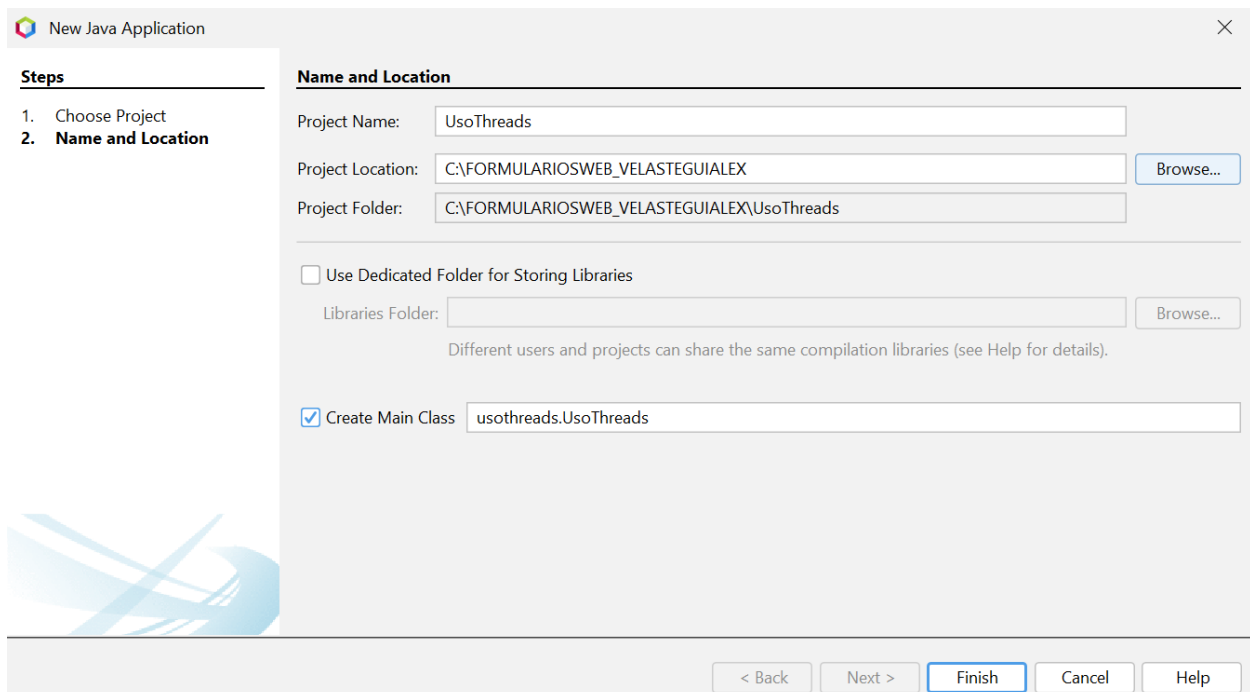 New Java Application
Steps
1. Choose Project
2. Name and Location
Name and Location
Project Name: UsoThreads
Project Location: C:\FORMULARIOSWEB_VELASTEGUIALEX Browse...
Project Folder: C:\FORMULARIOSWEB_VELASTEGUIALEX\UsoThreads
Use Dedicated Folder for Storing Libraries
Libraries Folder: Browse...
Different users and projects can share the same compilation libraries (see Help for details).
Create Main Class usothreads.UsoThreads
< Back Next > Finish Cancel Help